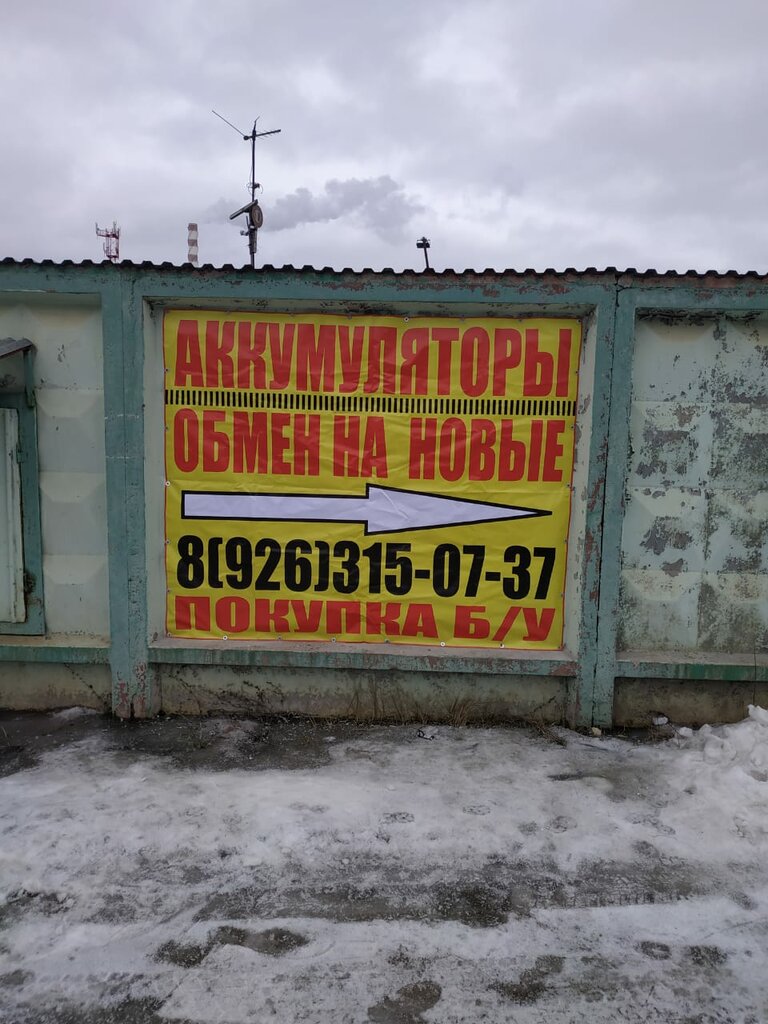 АККУМУЛЯТОРЫ
ОБМЕН НА НОВЫЕ
8(926)315-07-37
ПОКУПКА Б/У